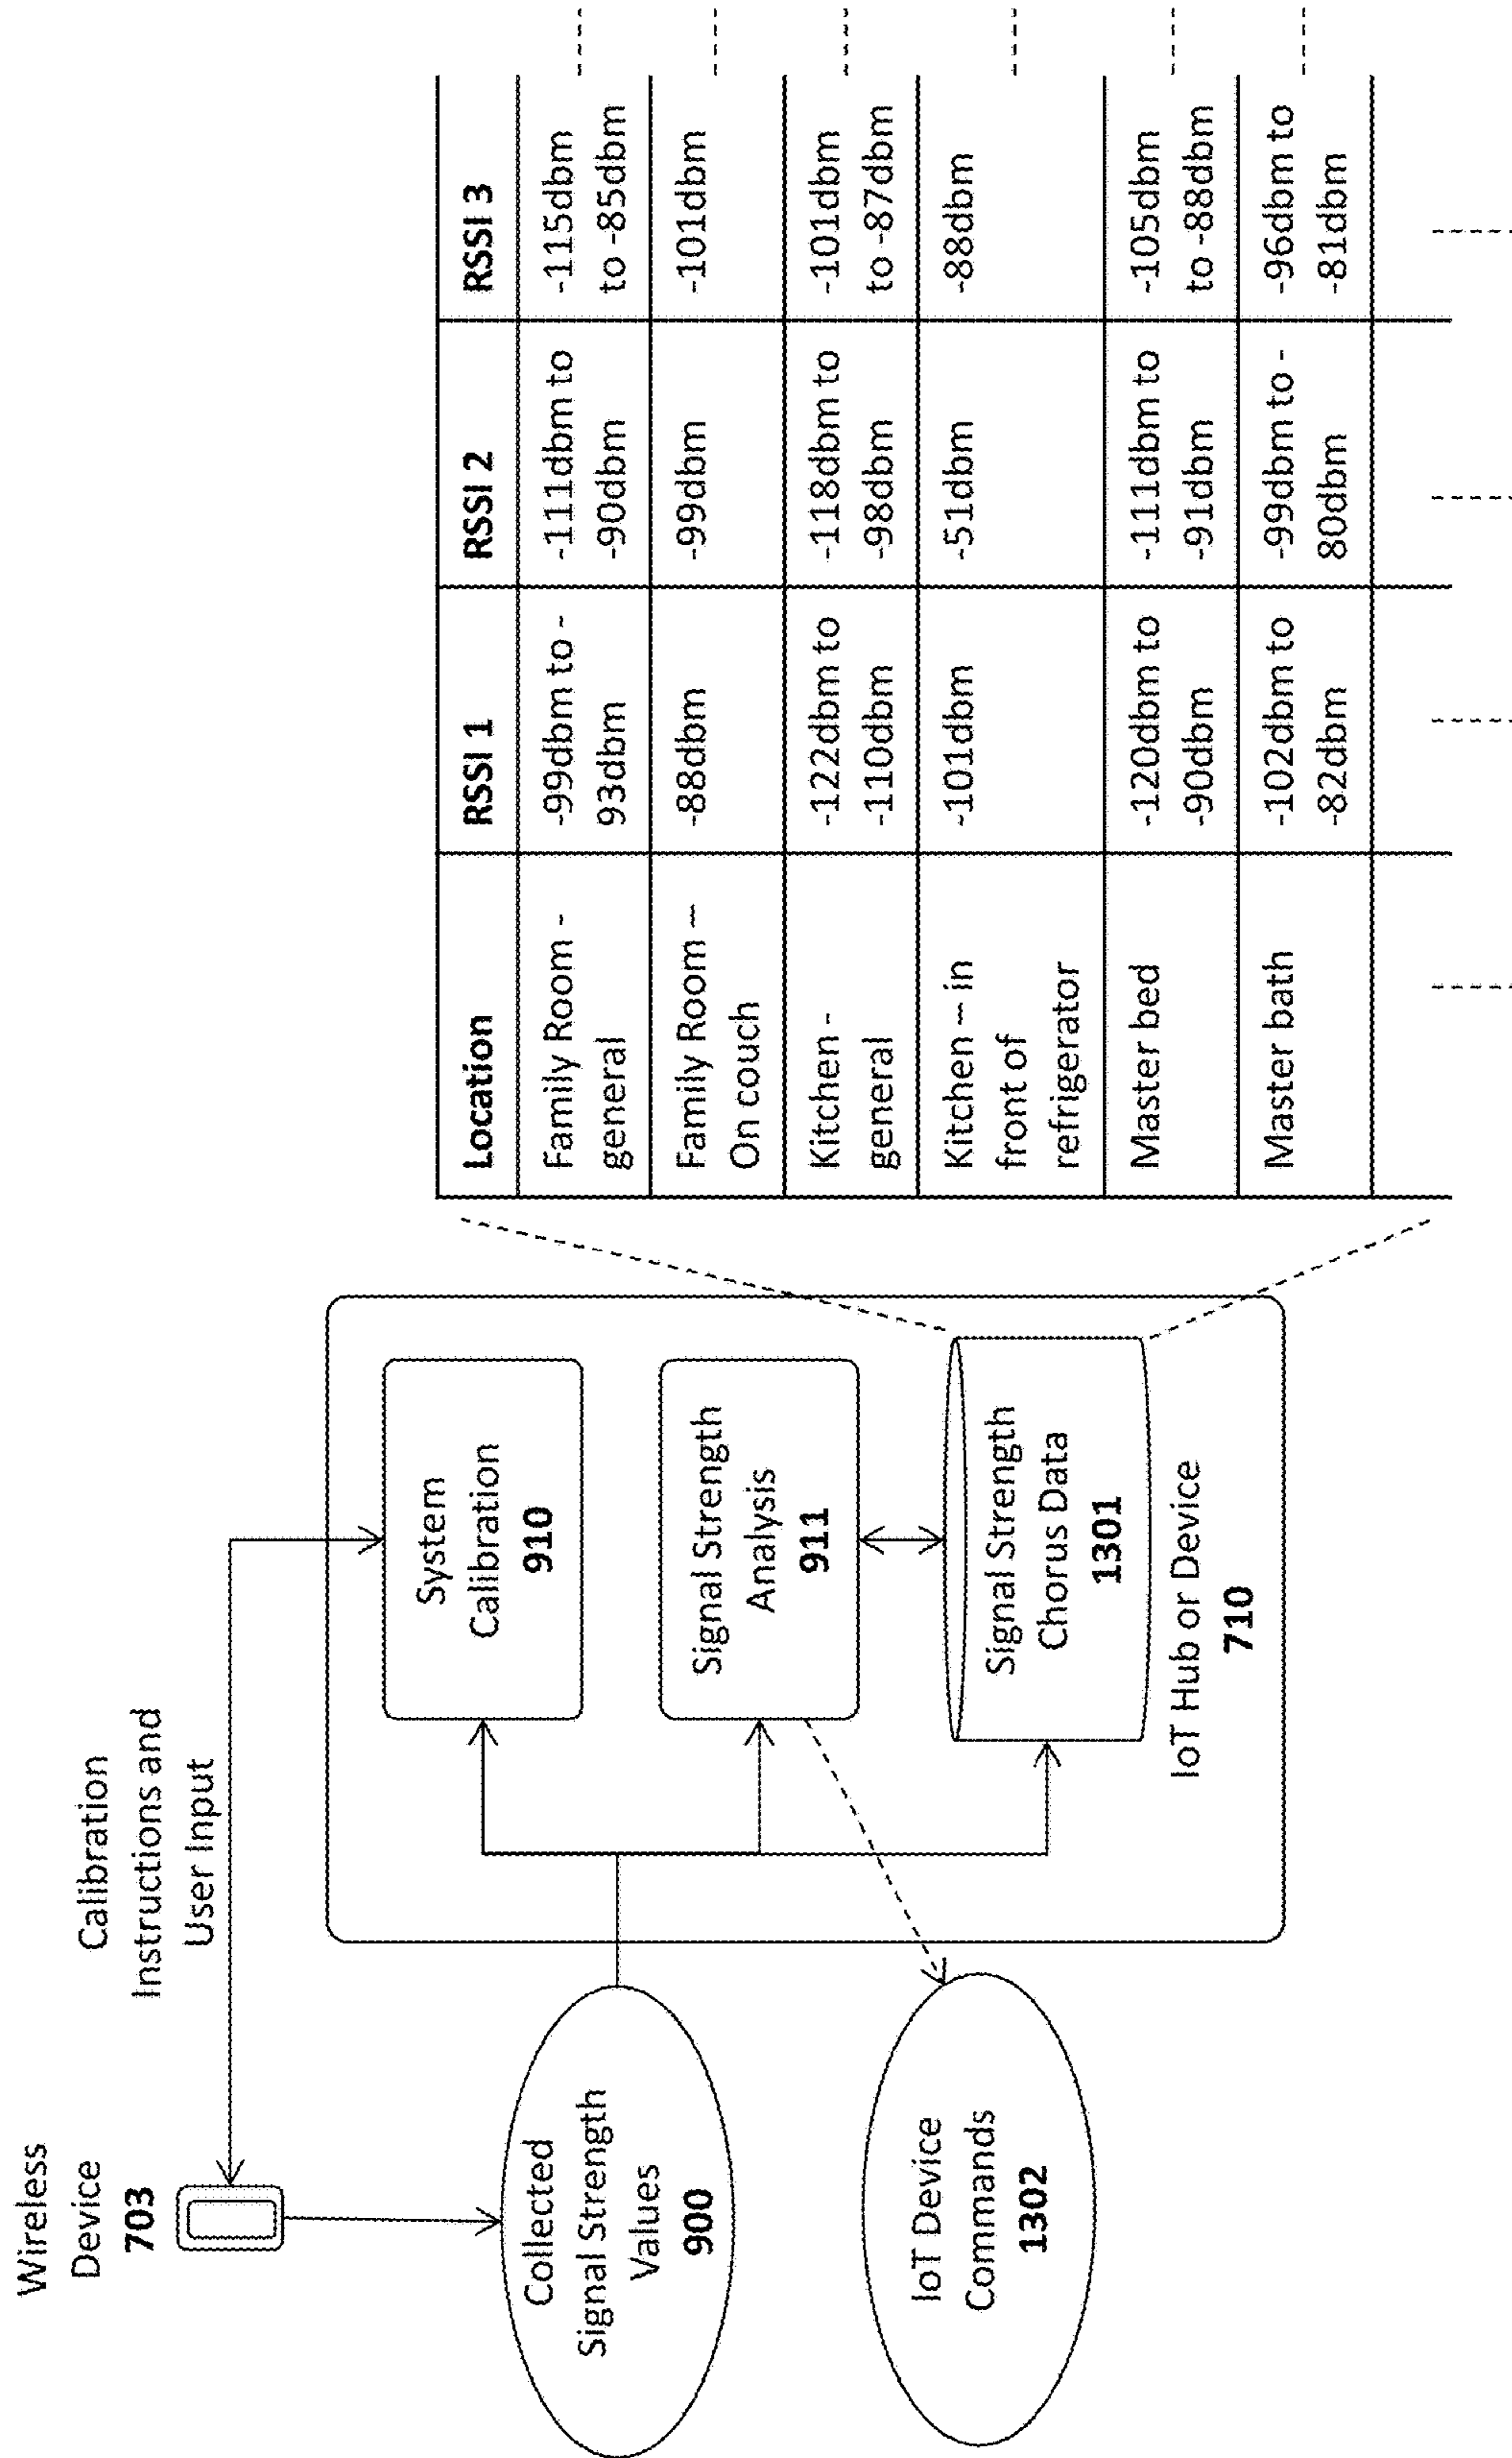 Wireless
Device
703
Calibration
Instructions and
User Input
Collected
Signal Strength
Values
900
IoT Device
Commands
1302
System
Calibration
910
Signal Strength
Analysis
911
Signal Strength
Chorus Data
1301
IoT Hub or Device
710
Location RSSI 1 RSSI 2 RSSI 3
Family Room - -99dbm to - -111dbm to -115dbm
general 93dbm -90dbm to -85dbm
Family Room – -88dbm -99dbm -101dbm
On couch
Kitchen - -122dbm to -118dbm to -101dbm
general -110dbm -98dbm to -87dbm
Kitchen – in -101dbm -51dbm -88dbm
front of
refrigerator
Master bed -120dbm to -111dbm to -105dbm
-90dbm -91dbm to -88dbm
Master bath -102dbm to -99dbm to - -96dbm to
-82dbm 80dbm -81dbm